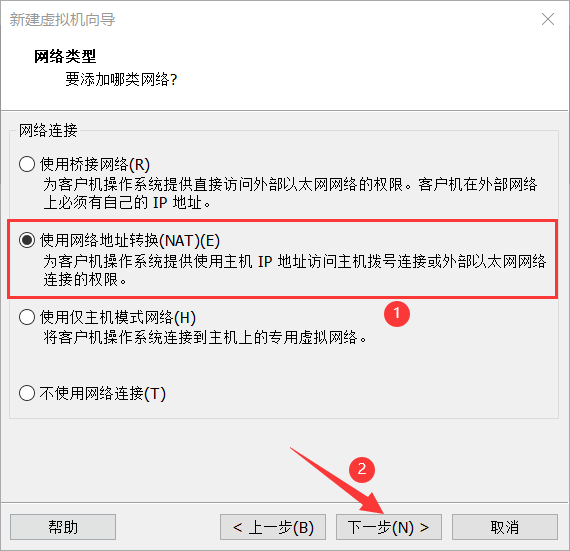 新建虚拟机向导
网络类型
要添加哪类网络?
网络连接
使用桥接网络(R)
为客户机操作系统提供直接访问外部以太网网络的权限。客户机在外部网络
上必须有自己的 IP 地址。
使用网络地址转换(NAT)(E)
为客户机操作系统提供使用主机 IP 地址访问主机拨号连接或外部以太网网络
连接的权限。
1
使用仅主机模式网络(H)
将客户机操作系统连接到主机上的专用虚拟网络。
不使用网络连接(T)
2
帮助
< 上一步(B)
下一步(N) >
取消